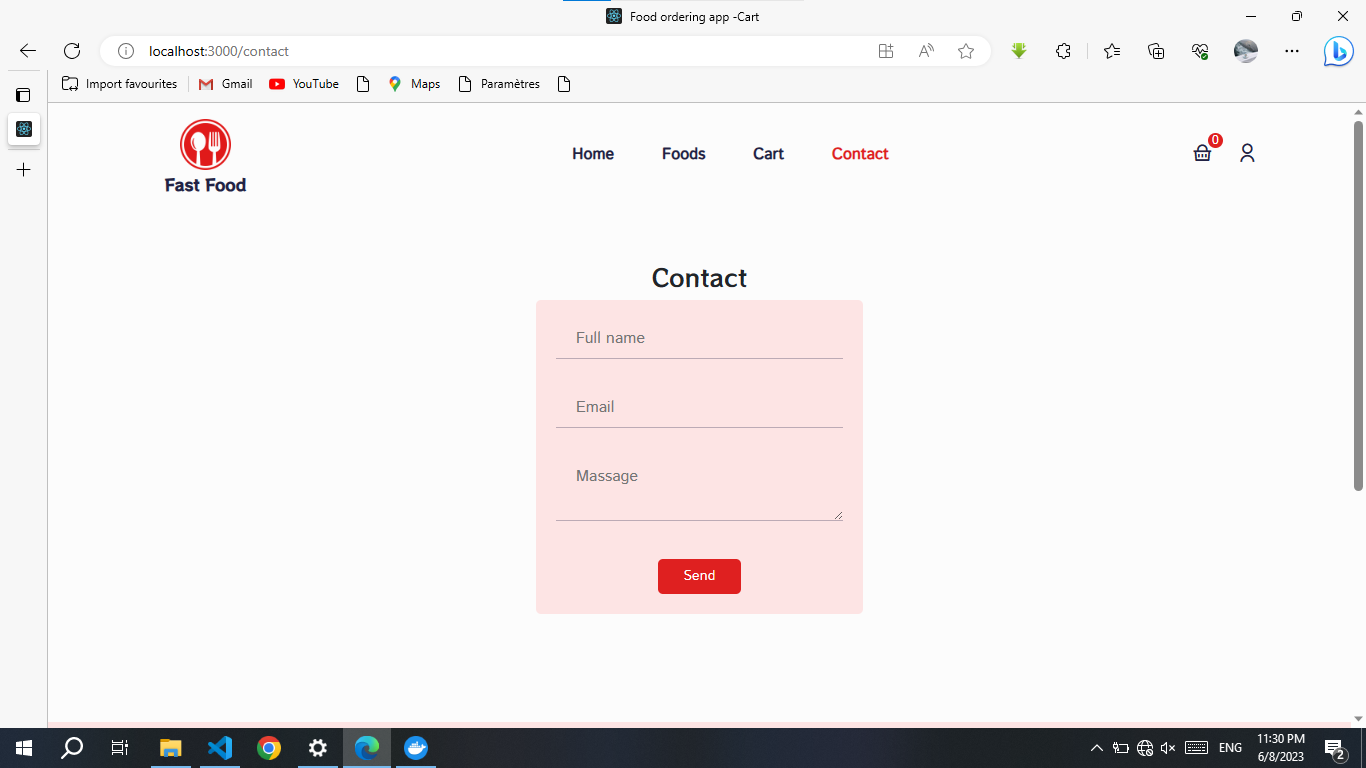 Food ordering app -Cart
localhost:3000/contact
Import favourites
Gmail
YouTube
Maps
Paramètres
Fast Food
Home
Foods
Cart
Contact
0
Contact
Full name
Email
Massage
Send
ENG
11:30 PM
6/8/2023
2